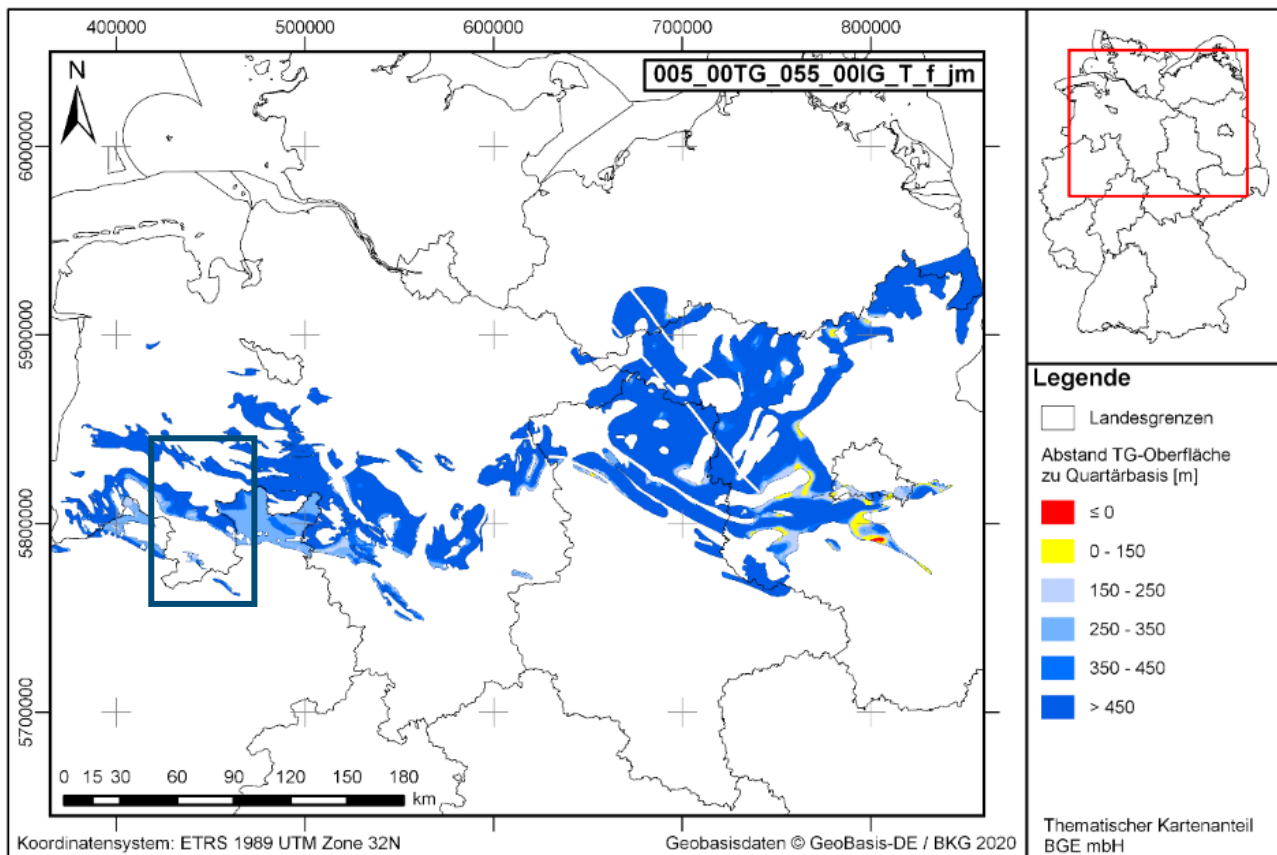 400000 500000 600000 700000 800000
N
005_00TG_055_00IG_T_f_jm
6000000
5900000
5800000
5700000
0 15 30 60 90 120 150 180
km
Koordinatensystem: ETRS 1989 UTM Zone 32N
Geobasisdaten © GeoBasis-DE / BKG 2020
Legende
Landesgrenzen
Abstand TG-Oberfläche
zu Quartärbasis [m]
≤ 0
0 - 150
150 - 250
250 - 350
350 - 450
> 450
Thematischer Kartenanteil
BGE mbH